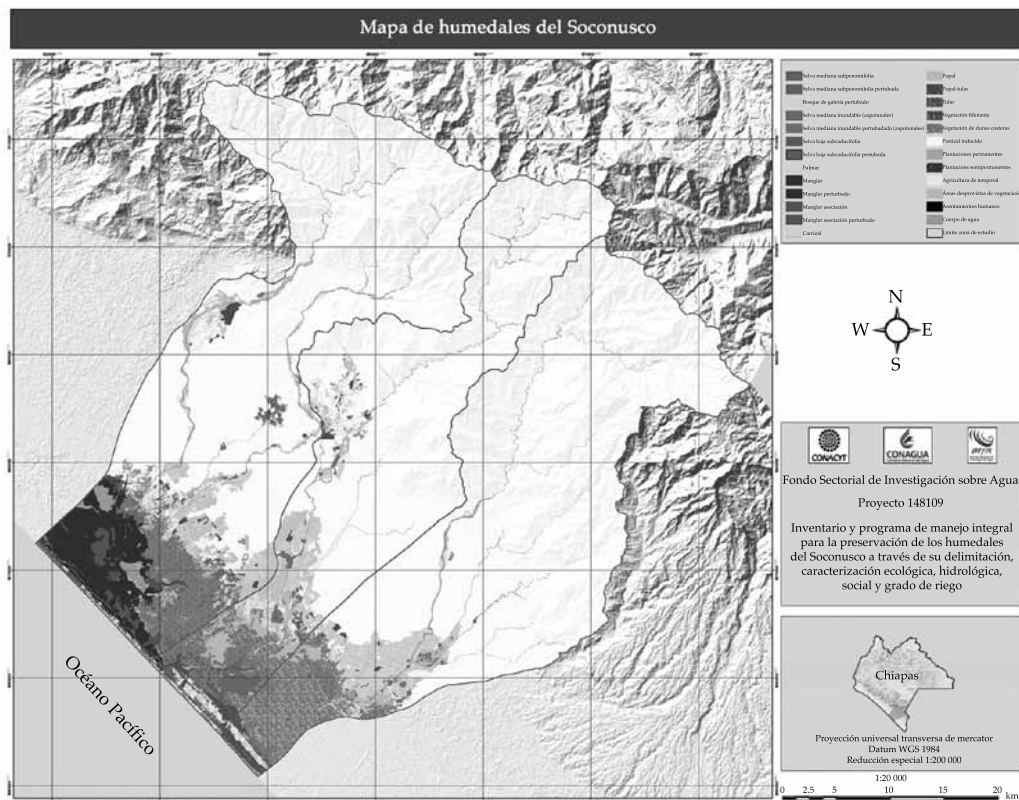 Mapa de humedales del Soconusco
Selva mediana subperennifolia
Selva mediana subperennifolia pertubada
Bosque de galería pertubado
Selva mediana inundable (zapotonales)
Selva mediana inundable pertubadada (zapotonales)
Selva baja subcaducifolia
Selva baja subcaducifolia pertubada
Palmar
Manglar
Manglar perturbado
Manglar asociación
Manglar asociación perturbado
Carrizal
Popal
Popal-tular
Tular
Vegetación filotante
Vegetación de dunas costeras
Pastizal inducido
Plantaciones permanentes
Plantacions semipermanentes
Agricultura de temporal
Áreas desprovistas de vegetación
Asentamientos humanos
Cuerpo de agua
Límite zona de estudio
N
W E
S
CONACYT
CONAGUA
Fondo Sectorial de Investigación sobre Agua
Proyecto 148109
Inventario y programa de manejo integral
para la preservación de los humedales
del Soconusco a través de su delimitación,
caracterización ecológica, hidrológica,
social y grado de riego
Océano Pacífico
Chiapas
Proyección universal transversa de mercator
Datum WGS 1984
Reducción especial 1:200 000
1:20 000
0 2.5 5 10 15 20
km